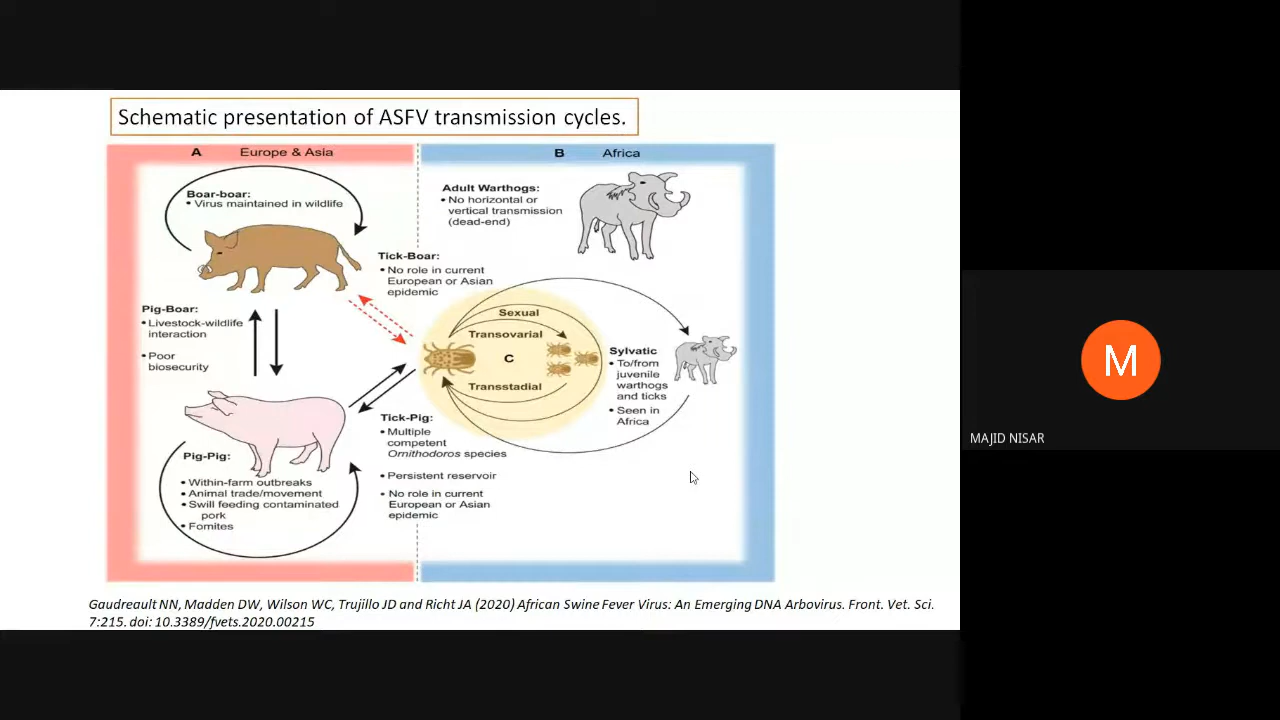 Schematic presentation of ASFV transmission cycles.
A Europe & Asia
B Africa
Boar-boar:
• Virus maintained in wildlife
Adult Warthogs:
• No horizontal or
vertical transmission
(dead-end)
Tick-Boar:
• No role in current
European or Asian
epidemic
Pig-Boar:
• Livestock-wildlife
interaction
• Poor
biosecurity
Sexual
Transovarial
C
Transstadial
Sylvatic
• To/from
juvenile
warthogs
and ticks
• Seen in
Africa
Tick-Pig:
• Multiple
competent
Ornithodoros species
• Persistent reservoir
• No role in current
European or Asian
epidemic
Pig-Pig:
• Within-farm outbreaks
• Animal trade/movement
• Swill feeding contaminated
pork
• Fomites
Gaudreault NN, Madden DW, Wilson WC, Trujillo JD and Richt JA (2020) African Swine Fever Virus: An Emerging DNA Arbovirus. Front. Vet. Sci.
7:215. doi: 10.3389/fvets.2020.00215
M
MAJID NISAR